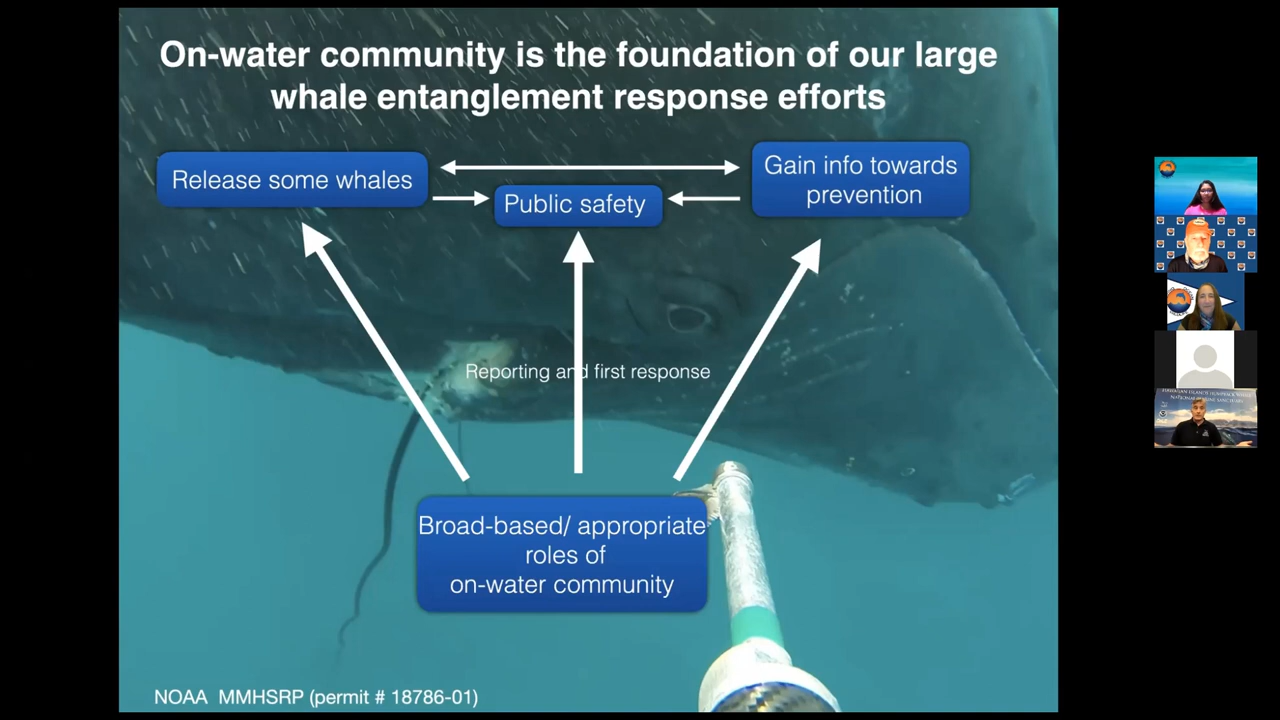 On-water community is the foundation of our large
whale entanglement response efforts
Release some whales
Gain info towards
prevention
Public safety
Reporting and first response
Broad-based/ appropriate
roles of
on-water community
NOAA MMHSRP (permit # 18786-01)